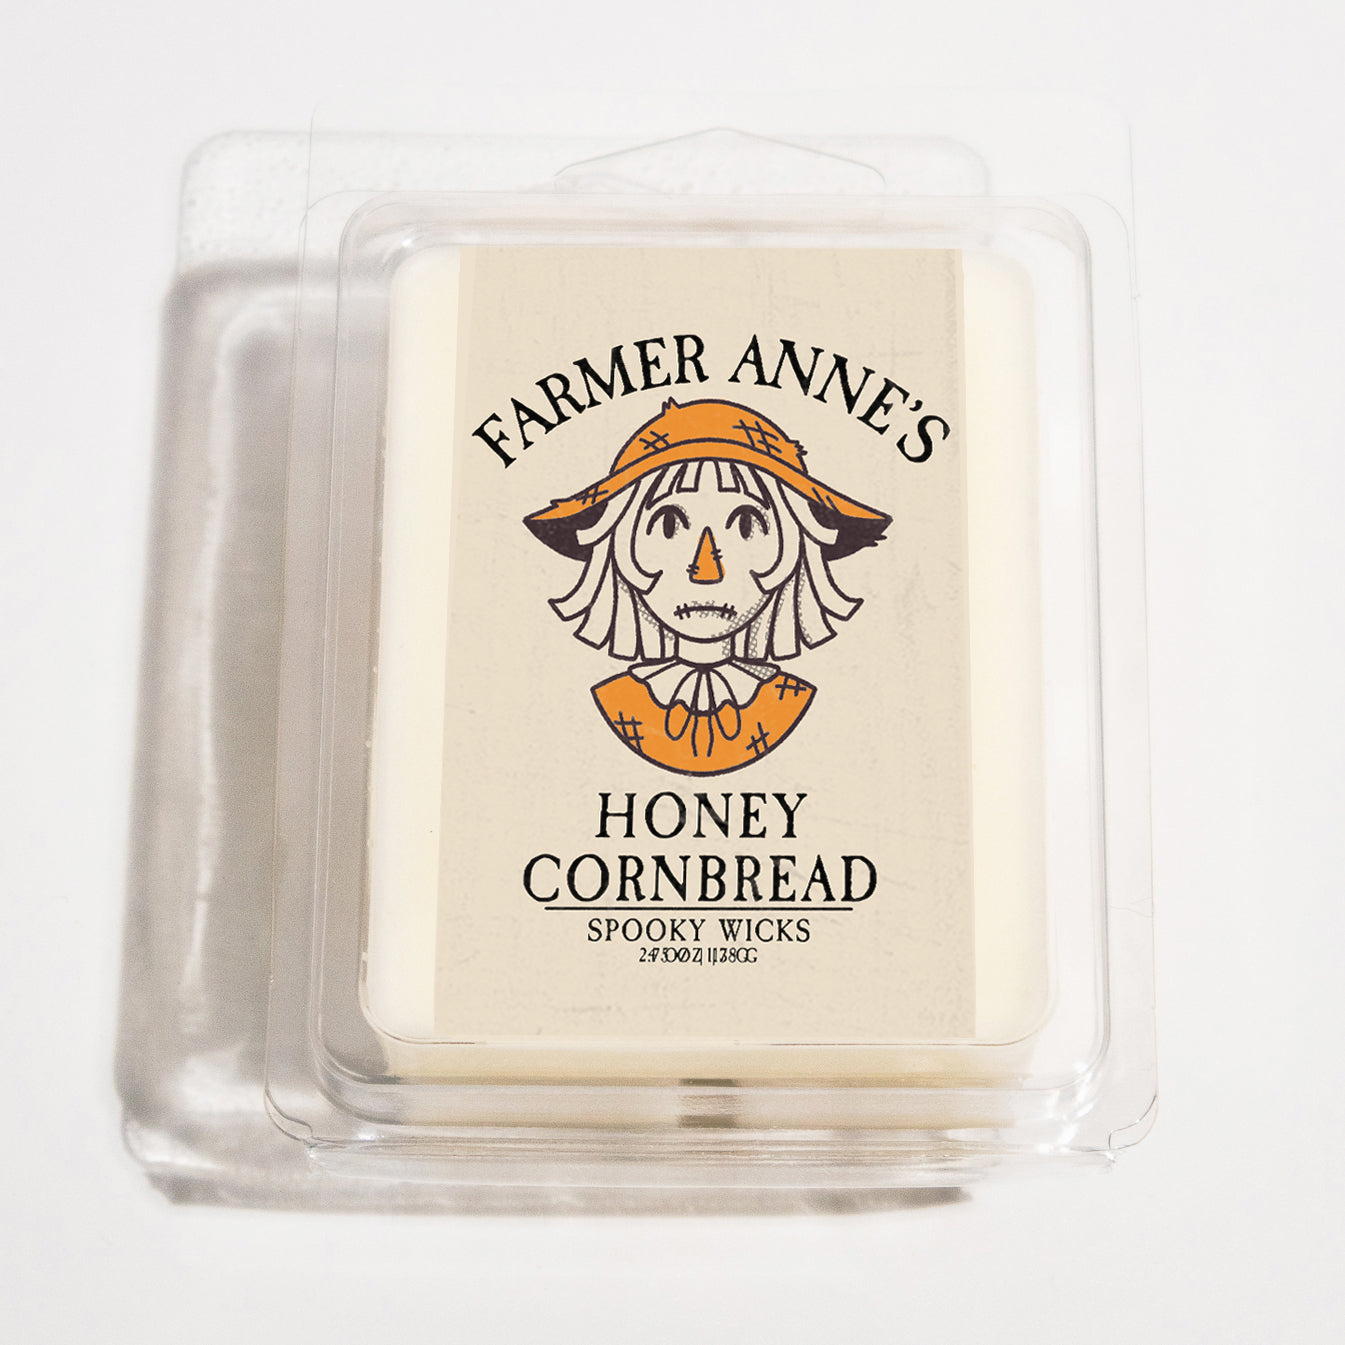 FARMER ANNE'S
HONEY
CORNBREAD
SPOOKY WICKS